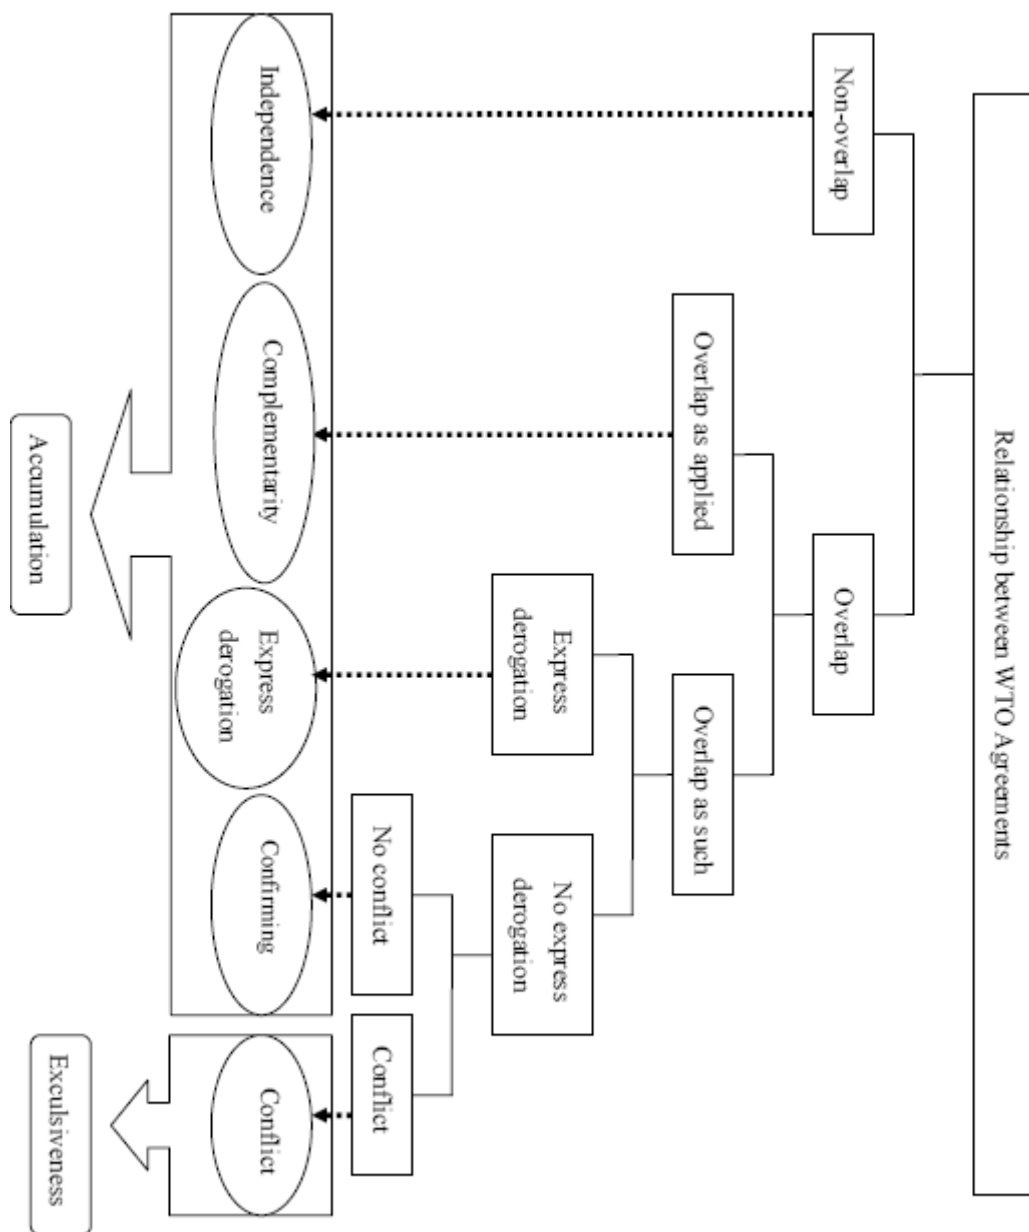 Relationship between WTO Agreements
Non-overlap
Overlap
Overlap as applied
Overlap as such
Express
derogation
No express
derogation
No conflict
Conflict
Independence
Complementarity
Express
derogation
Confirming
Conflict
Accumulation
Exculsiveness